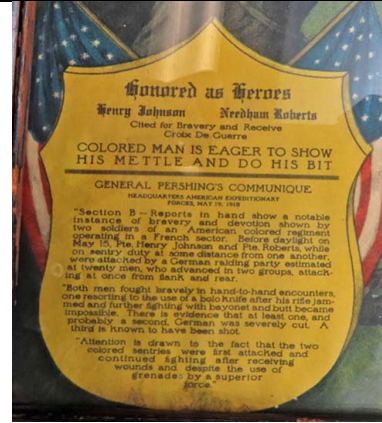 Honored as Heroes
Henry Johnson Needham Roberts
Cited for Bravery and Receive
Croix De Guerre
COLORED MAN IS EAGER TO SHOW
HIS METTLE AND DO HIS BIT
GENERAL PERSHING'S COMMUNIQUE
HEADQUARTERS AMERICAN EXPEDITIONARY
FORCES, MAY 19, 1918
"Section B — Reports in hand show a notable
instance of bravery and devotion shown by
two soldiers of an American colored regiment
operating in a French sector. Before daylight on
May 15, Pte. Henry Johnson and Pte. Roberts, while
on sentry duty at some distance from one another,
were attacked by a German raiding party estimated
at twenty men, who advanced in two groups, attack-
ing at once from flank and rear.
"Both men fought bravely in hand-to-hand encounters,
one resorting to the use of a bolo knife after his rifle jam-
med and further fighting with bayonet and butt became
impossible. There is evidence that at least one, and
probably a second, German was severely cut. A
third is known to have been shot.
"Attention is drawn to the fact that the two
colored sentries were first attacked and
continued fighting after receiving
wounds and despite the use of
grenades by a superior
force."